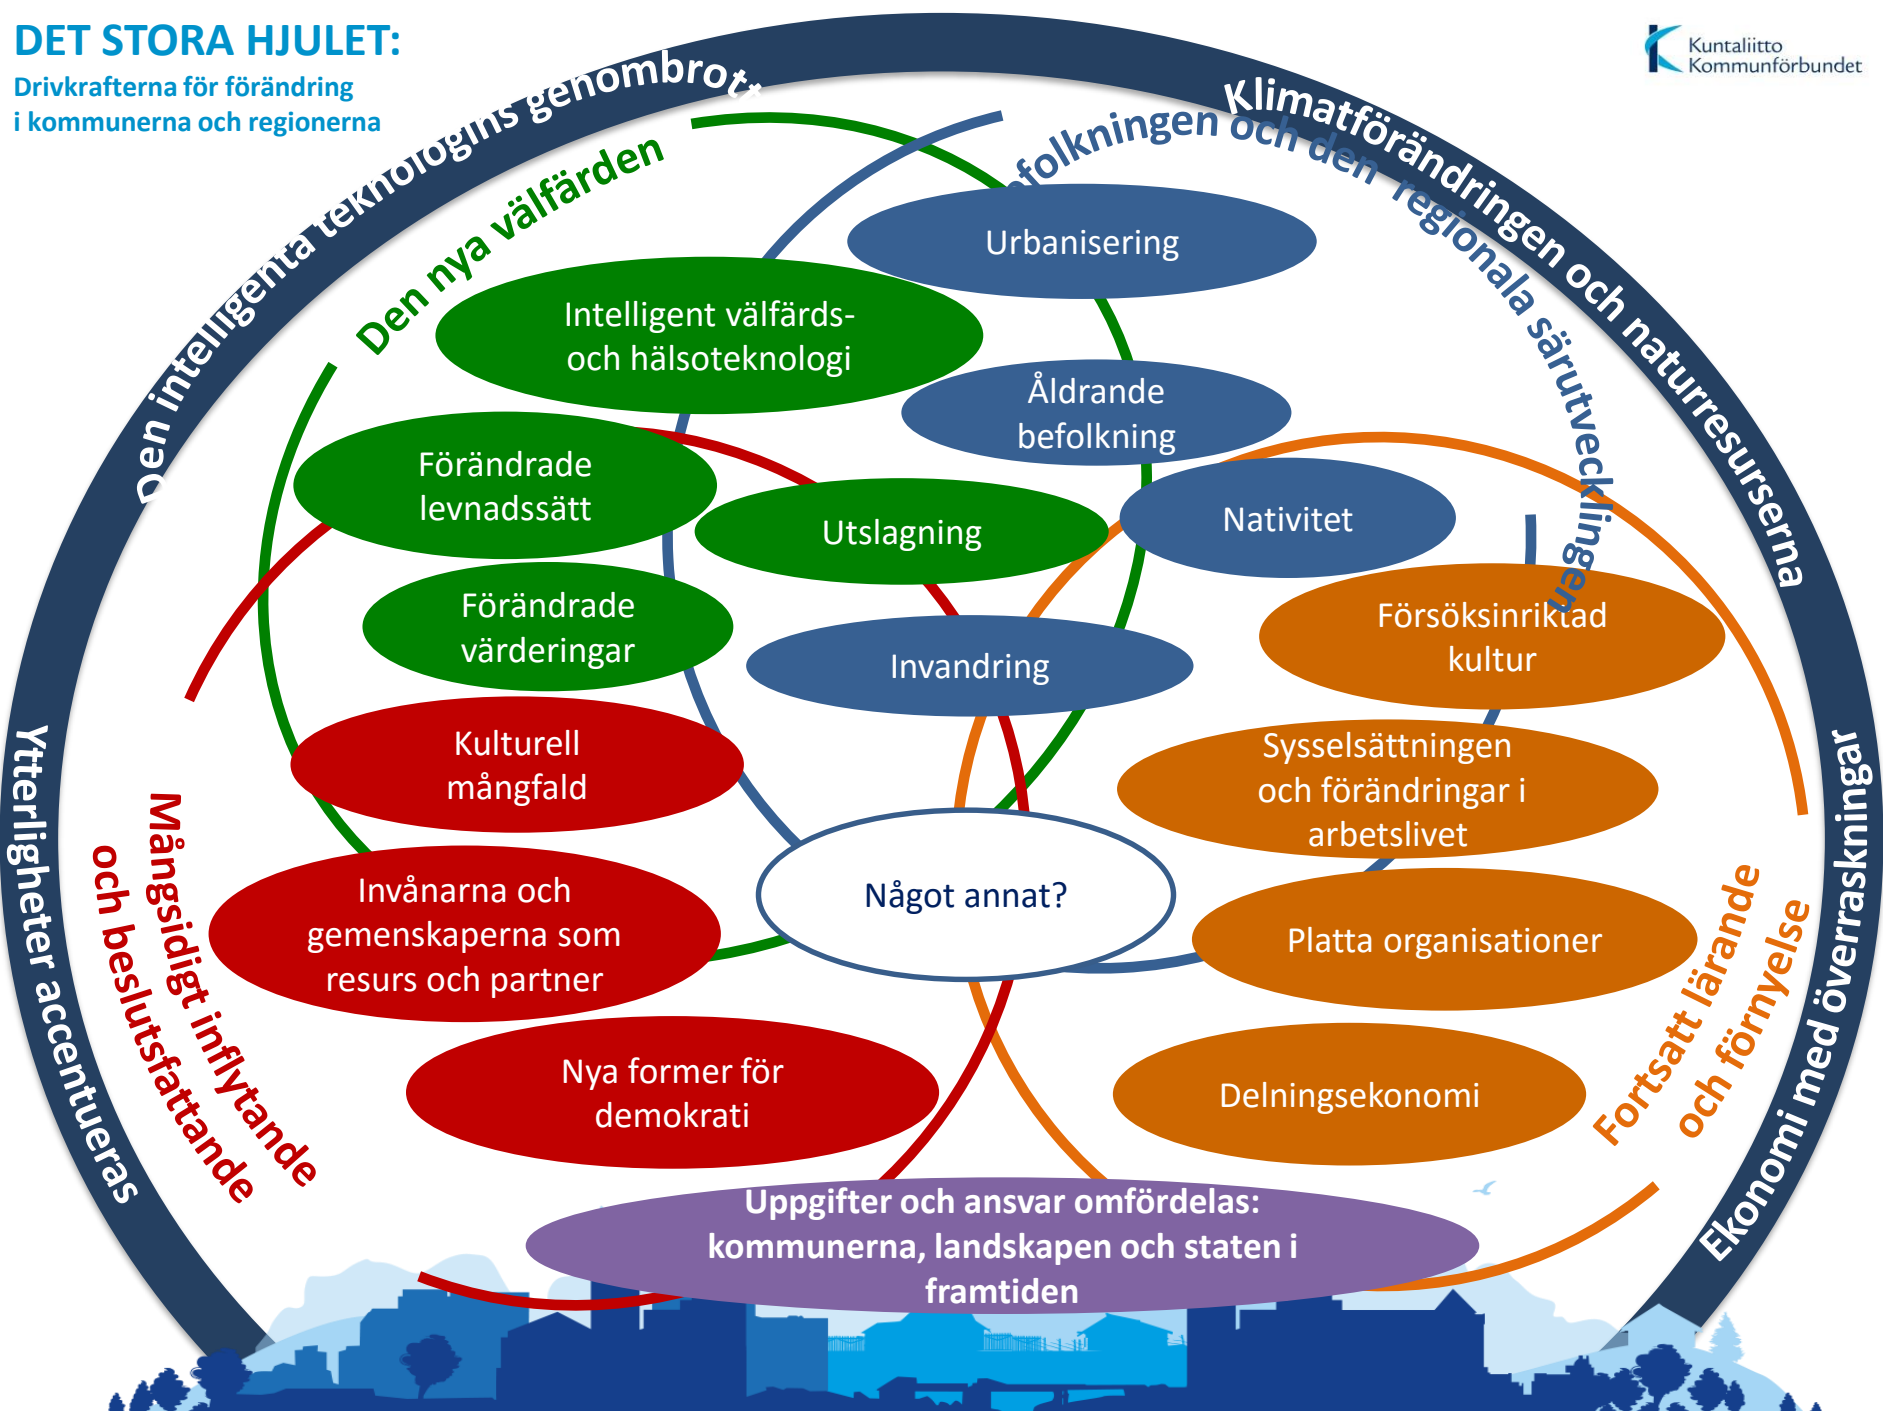 DET STORA HJULET:
Drivkrafterna för förändring
i kommunerna och regionerna
Kuntaliitto
Kommunförbundet
Den intelligenta teknologins genombrott
Klimatförändringen och naturresurserna
Den nya välfärden
och den regionala särutvecklingen
Urbanisering
Intelligent välfärds-
och hälsoteknologi
Åldrande
befolkning
Förändrade
levnadssätt
Utslagning
Nativitet
Förändrade
värderingar
Invandring
Försöksinriktad
kultur
Kulturell
mångfald
Sysselsättningen
och förändringar i
arbetslivet
Ytterligheter accentueras
Mångsidigt inflytande
och beslutsfattande
Invånarna och
gemenskaperna som
resurs och partner
Något annat?
Platta organisationer
Fortsatt lärande
och förnyelse
Ekonomi med överraskningar
Nya former för
demokrati
Delningsekonomi
Uppgifter och ansvar omfördelas:
kommunerna, landskapen och staten i
framtiden